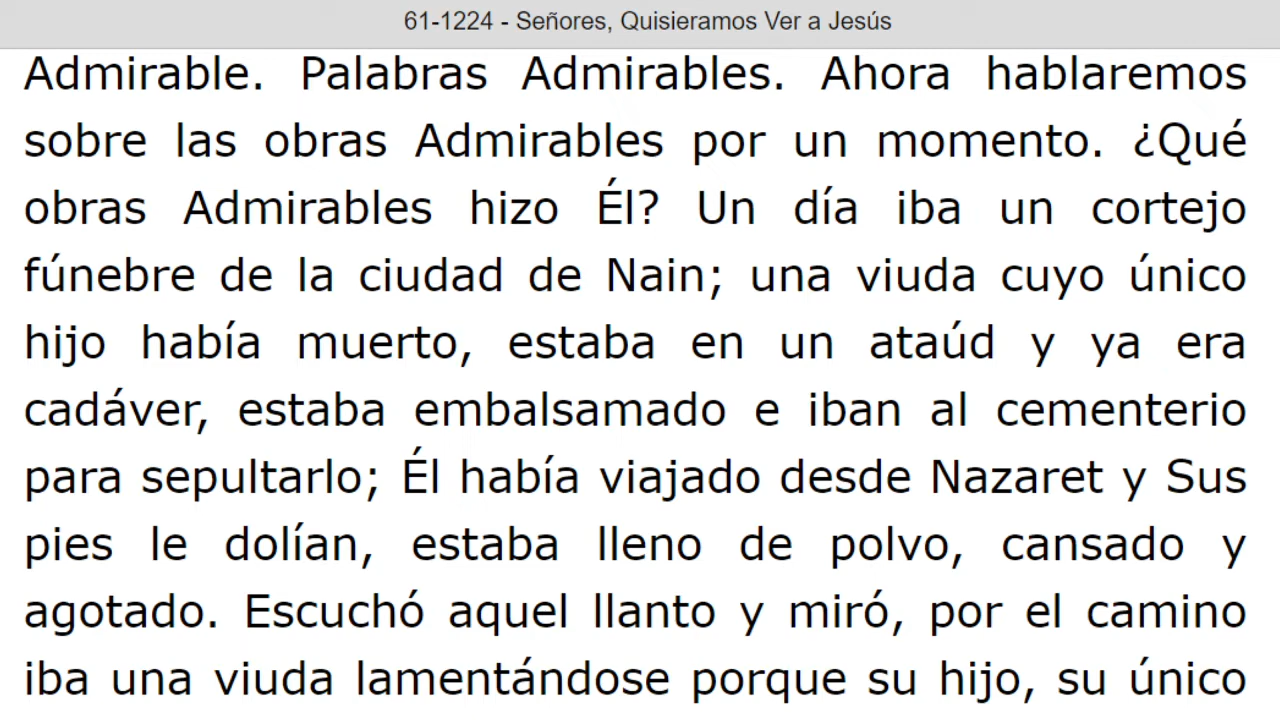 61-1224 - Señores, Quisieramos Ver a Jesús
Admirable. Palabras Admirables. Ahora hablaremos
sobre las obras Admirables por un momento. ¿Qué
obras Admirables hizo Él? Un día iba un cortejo
fúnebre de la ciudad de Nain; una viuda cuyo único
hijo había muerto, estaba en un ataúd y ya era
cadáver, estaba embalsamado e iban al cementerio
para sepultarlo; Él había viajado desde Nazaret y Sus
pies le dolían, estaba lleno de polvo, cansado y
agotado. Escuchó aquel llanto y miró, por el camino
iba una viuda lamentándose porque su hijo, su único